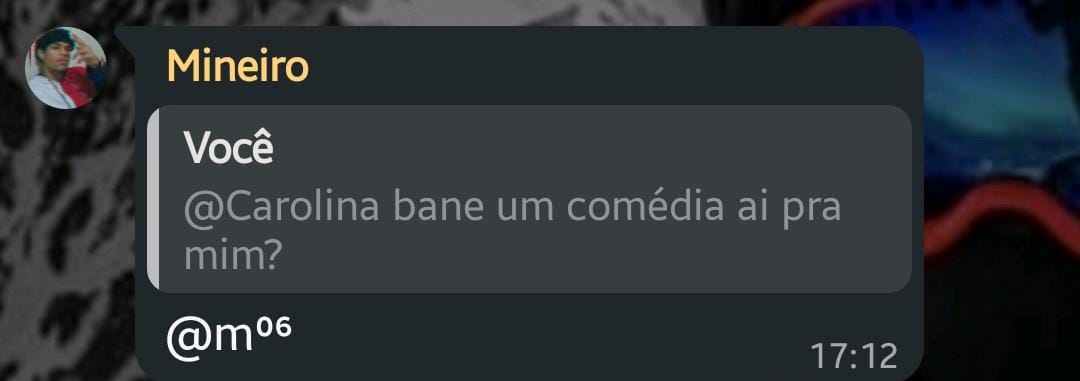 Mineiro
Você
@Carolina bane um comédia ai pra
mim?
@m⁰⁶
17:12